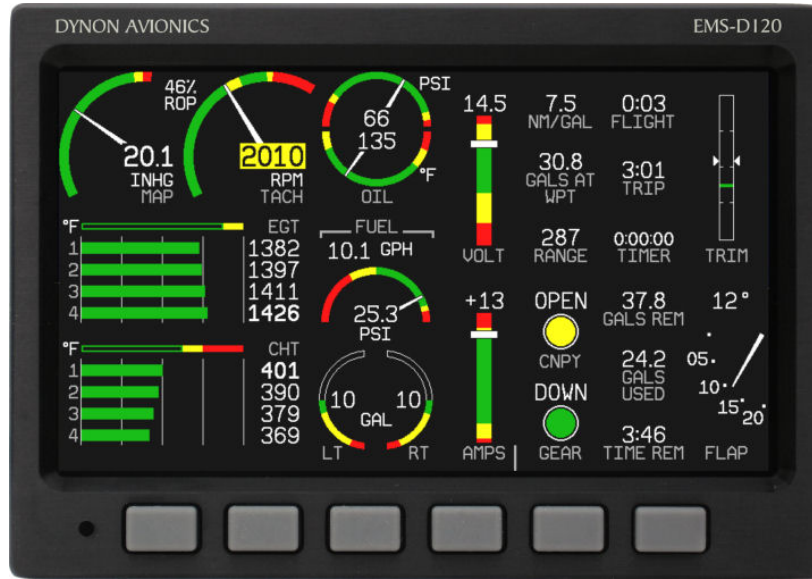 DYNON AVIONICS
EMS-D120
46%
ROP
20.1
INHG
MAP
2010
RPM
TACH
PSI
66
135
°F
OIL
14.5
VOLT
7.5
NM/GAL
0:03
FLIGHT
30.8
GALS AT
WPT
3:01
TRIP
287
RANGE
0:00:00
TIMER
TRIM
°F
EGT
1 1382
2 1397
3 1411
4 1426
FUEL
10.1 GPH
25.3
PSI
°F
CHT
1 401
2 390
3 379
4 369
10 10
GAL
LT RT
+13
AMPS
OPEN
CNPY
DOWN
GEAR
37.8
GALS REM
24.2
GALS
USED
3:46
TIME REM
12°
05
10
15
20
FLAP